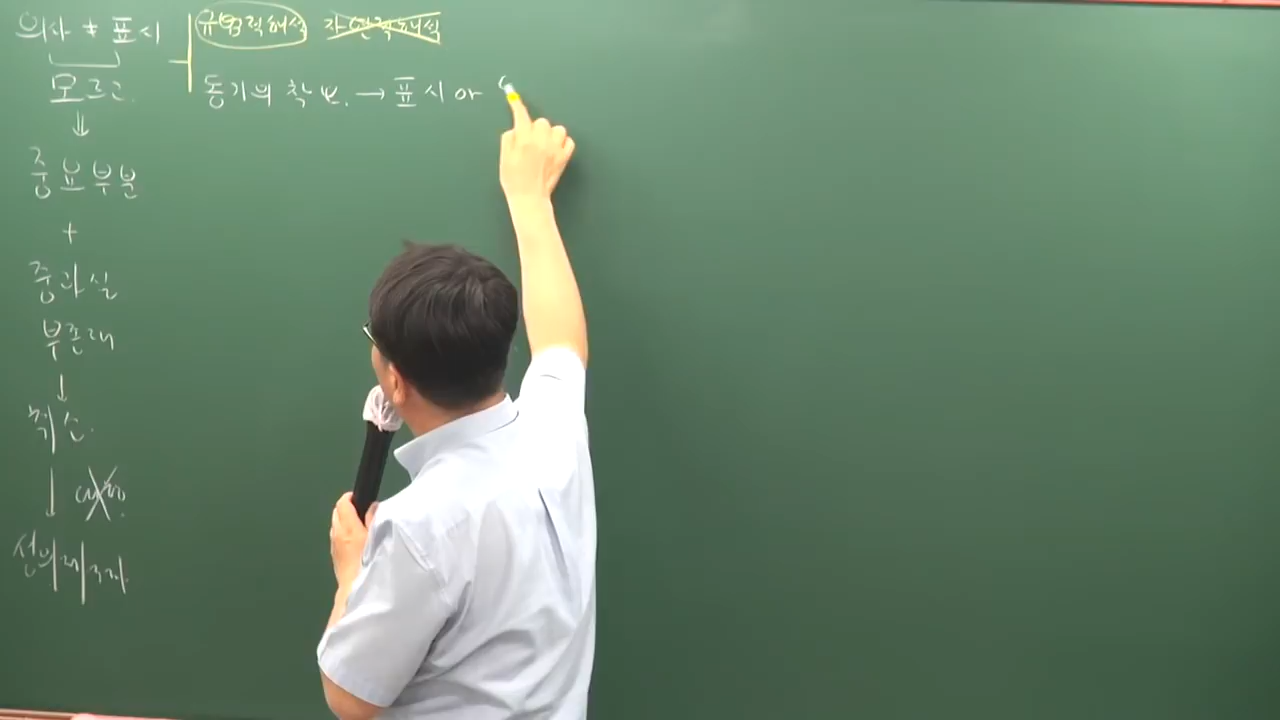 의사 ≠ 표시
규범적해석 자연적해석
모르고
동기의 착오. → 표시 or
⇓
중요부분
+
중과실
부존재
↓
취소.
↓
선의제3자